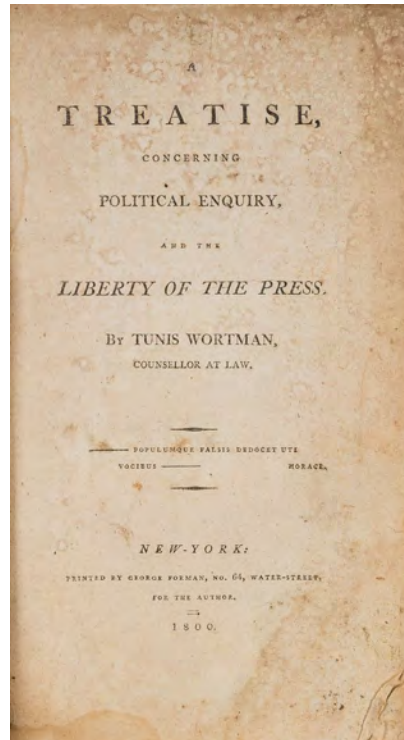 A
TREATISE,
CONCERNING
POLITICAL ENQUIRY,
AND THE
LIBERTY OF THE PRESS.
BY TUNIS WORTMAN,
COUNSELLOR AT LAW.
——— POPULUMQUE FALSIS DEDOCET UTI
VOCIBUS ——— HORACE.
NEW-YORK:
PRINTED BY GEORGE FORMAN, NO. 64, WATER-STREET,
FOR THE AUTHOR.
1800.